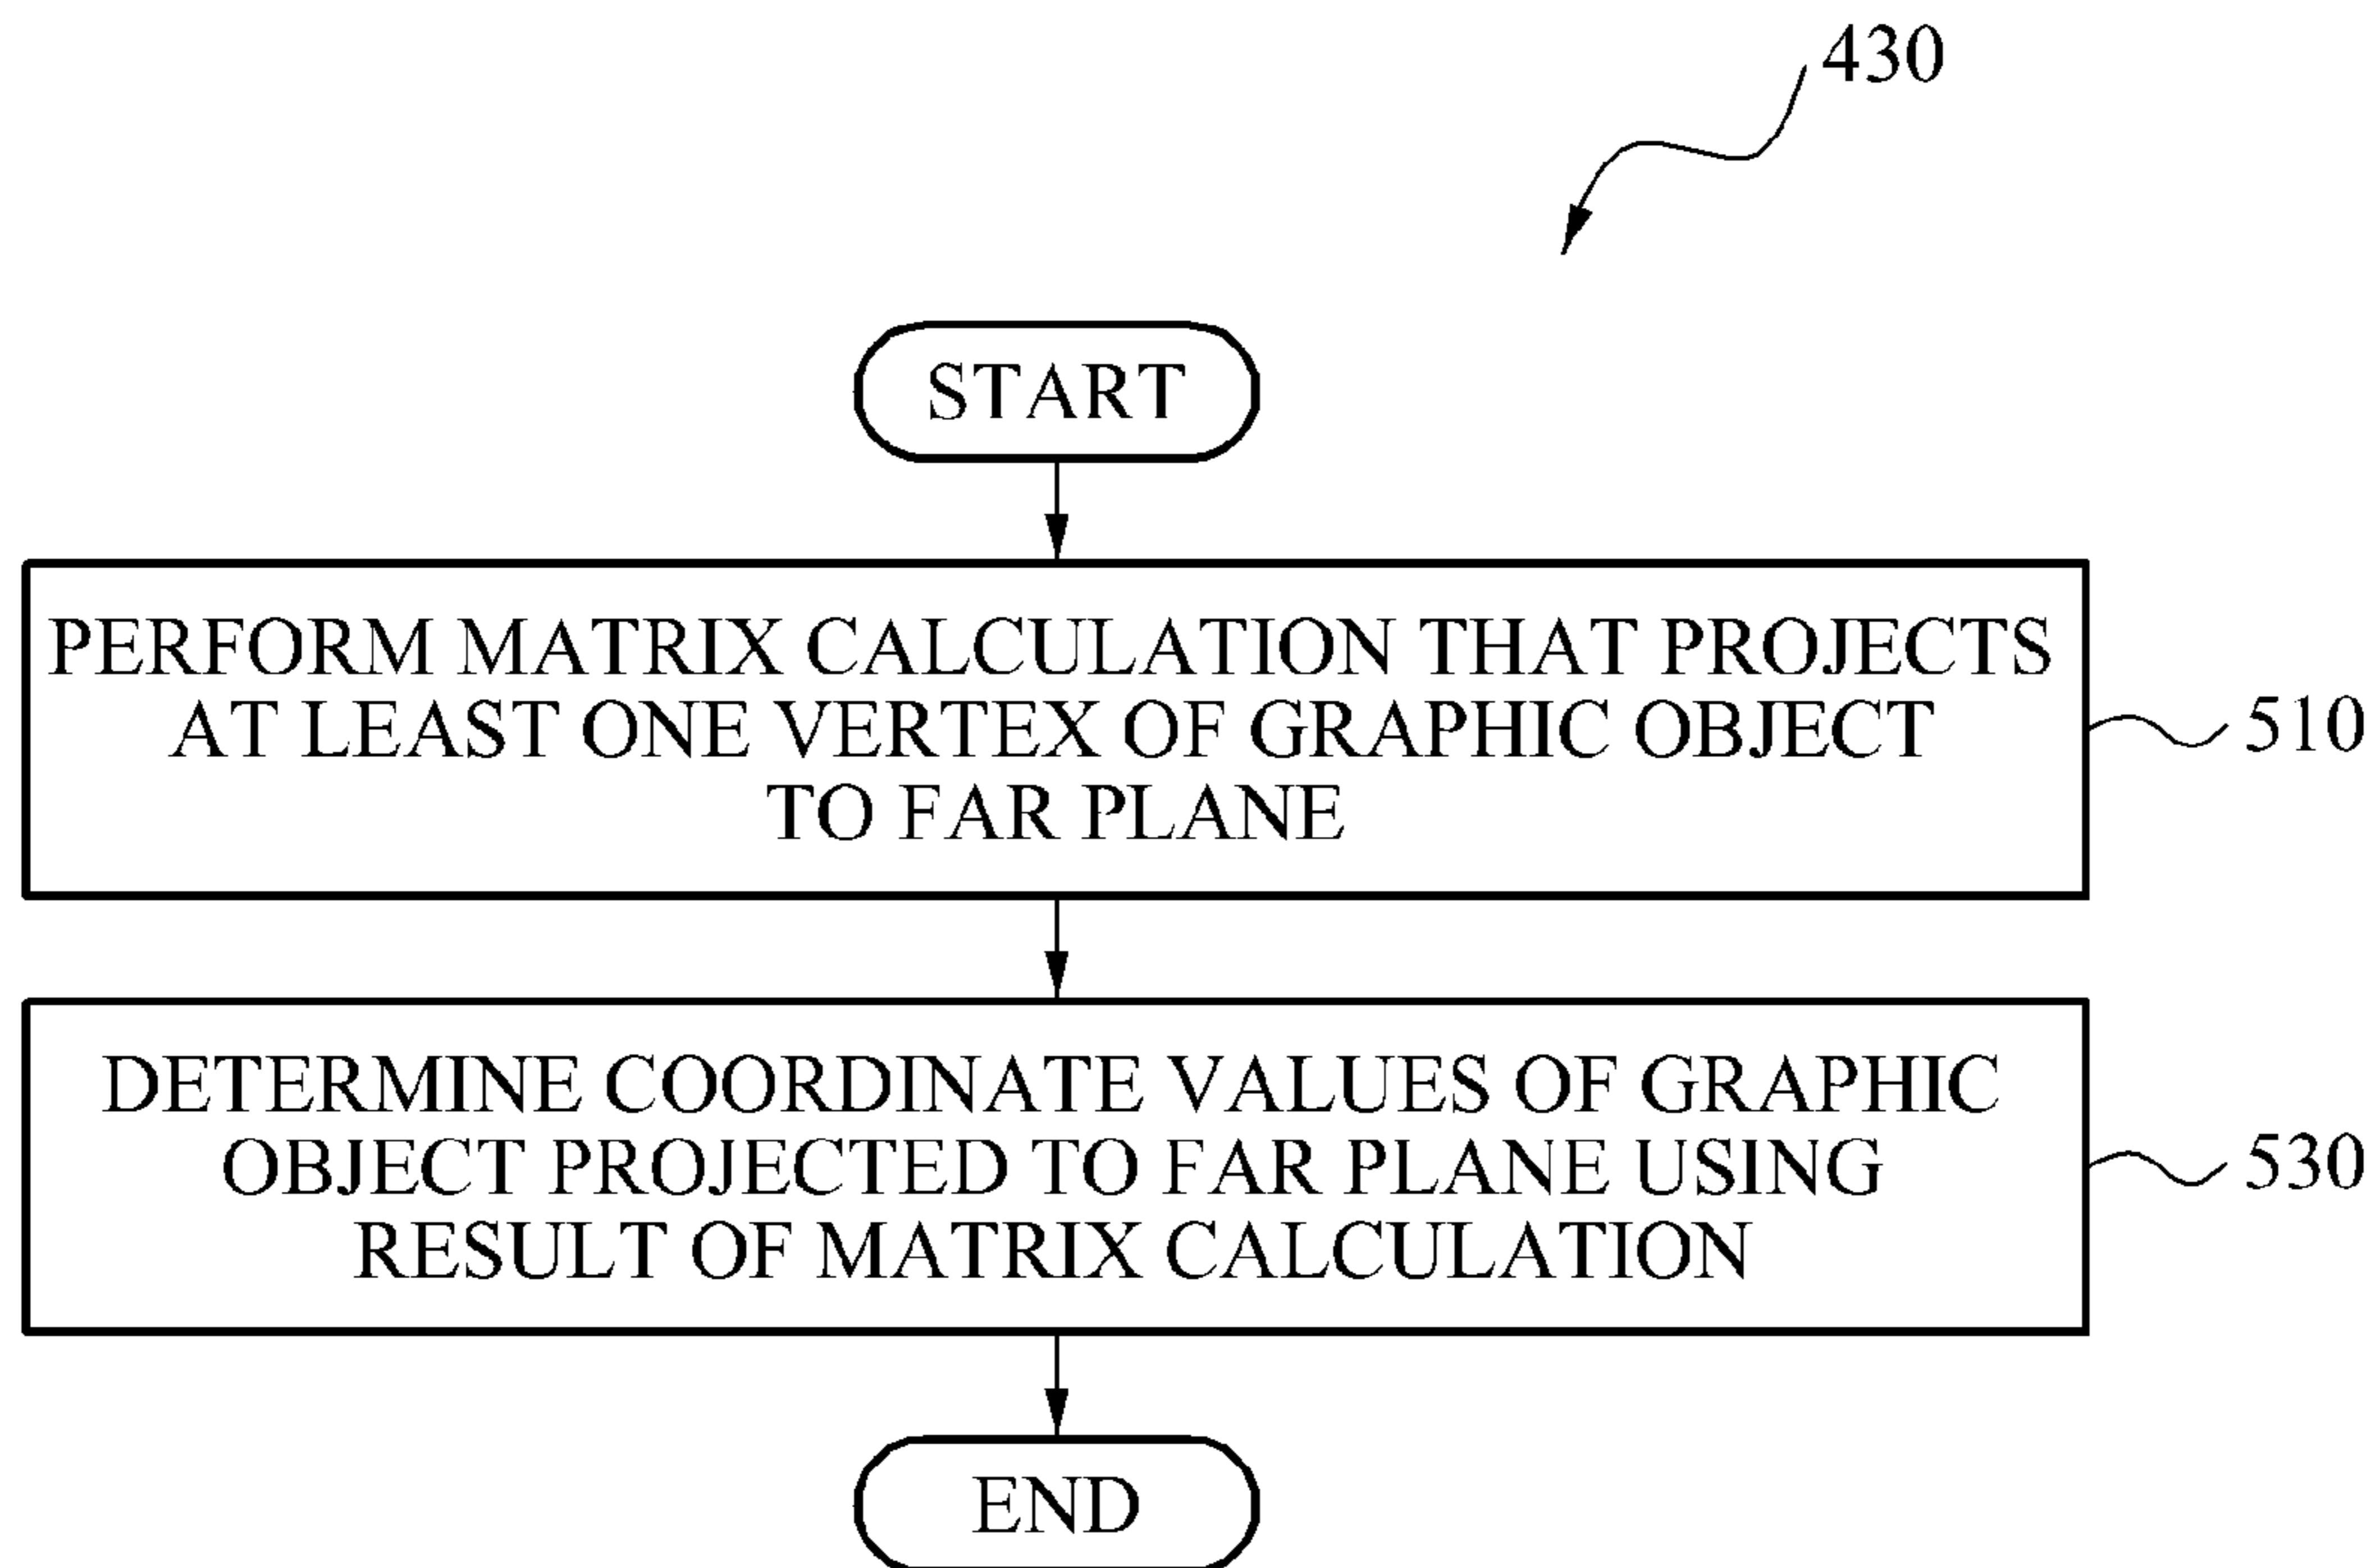 430
START
PERFORM MATRIX CALCULATION THAT PROJECTS
AT LEAST ONE VERTEX OF GRAPHIC OBJECT
TO FAR PLANE
510
DETERMINE COORDINATE VALUES OF GRAPHIC
OBJECT PROJECTED TO FAR PLANE USING
RESULT OF MATRIX CALCULATION
530
END